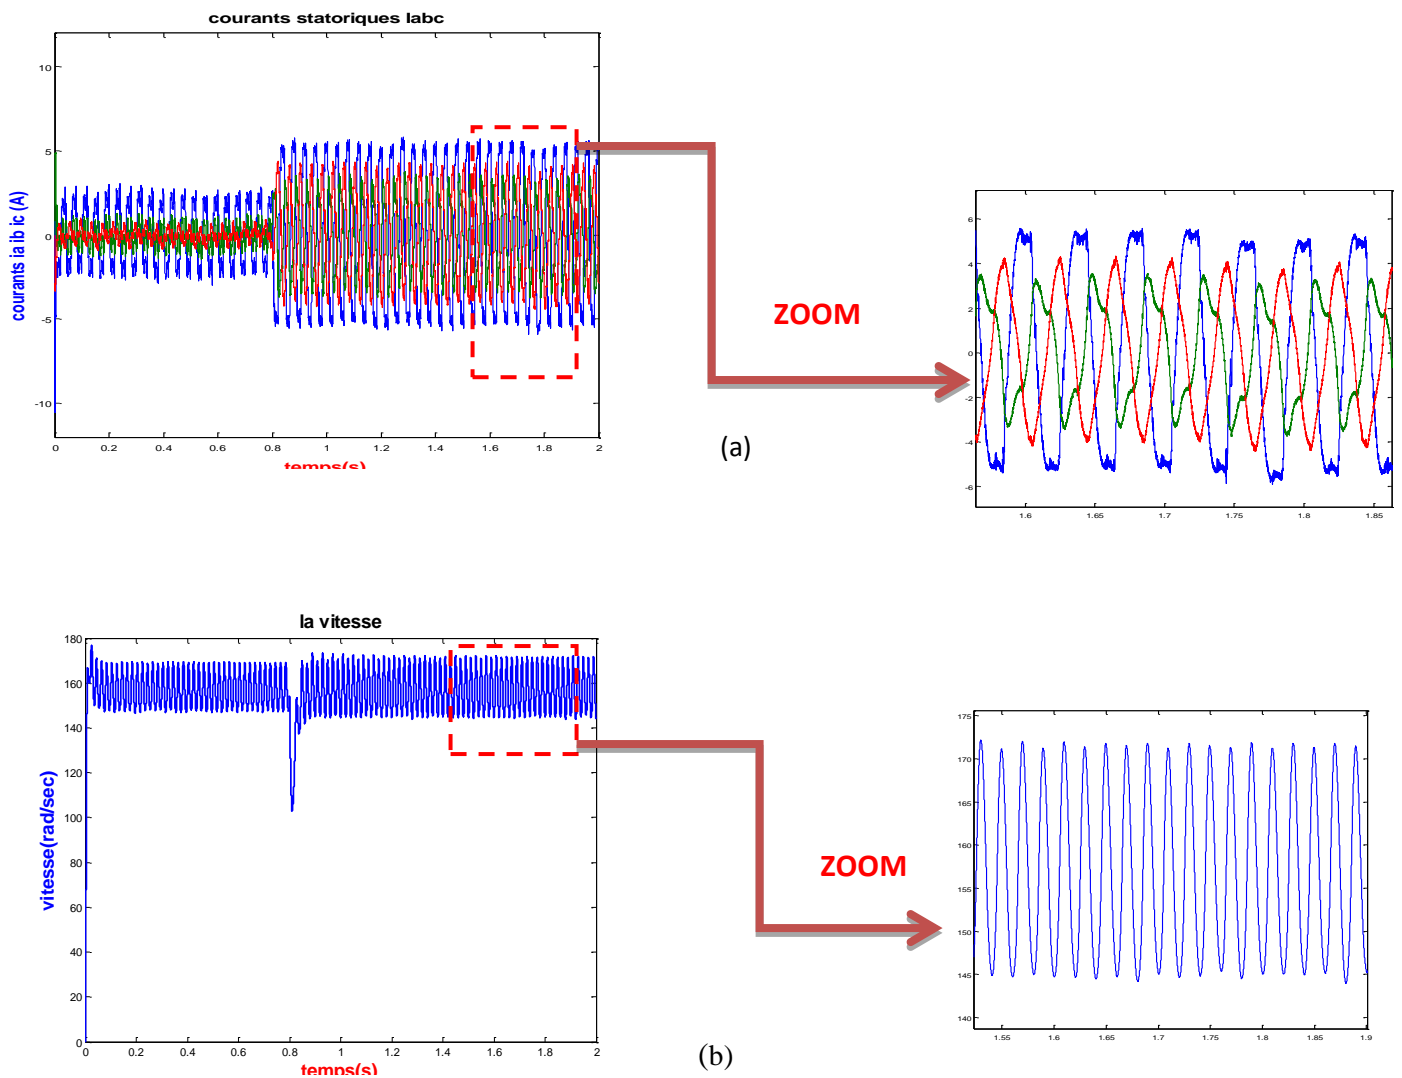 courants statoriques Iabc
10
5
0
-5
-10
courants ia ib ic (A)
0 0.2 0.4 0.6 0.8 1 1.2 1.4 1.6 1.8 2
temps(s)
ZOOM
6
4
2
0
-2
-4
-6
1.6 1.65 1.7 1.75 1.8 1.85
(a)
la vitesse
180
160
140
120
100
80
60
40
20
0
vitesse(rad/sec)
0 0.2 0.4 0.6 0.8 1 1.2 1.4 1.6 1.8 2
temps(s)
ZOOM
175
170
165
160
155
150
145
140
1.55 1.6 1.65 1.7 1.75 1.8 1.85 1.9
(b)